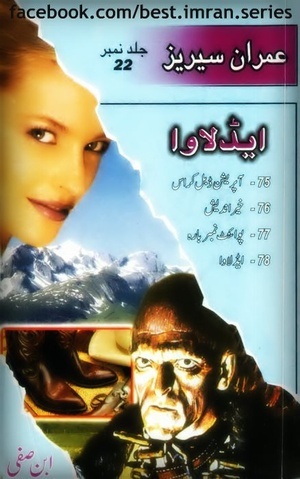 facebook.com/best.imran.series
عمران سیریز
جلد نمبر
22
ایڈلاوا
75 - آپریشن ڈبل کراس
76 - خیر اندیش
77 - پوائنٹ نمبر بارہ
78 - ایڈلاوا
ابن صفی